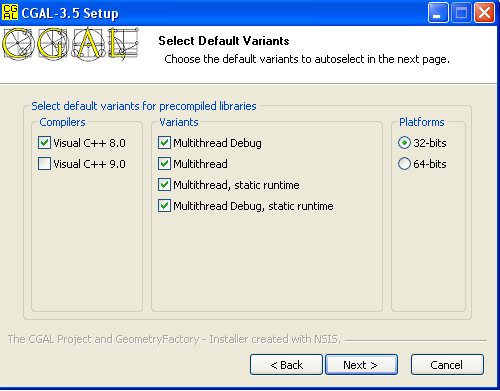 CGAL-3.5 Setup
CGAL
Select Default Variants
Choose the default variants to autoselect in the next page.
Select default variants for precompiled libraries
Compilers
Visual C++ 8.0
Visual C++ 9.0
Variants
Multithread Debug
Multithread
Multithread, static runtime
Multithread Debug, static runtime
Platforms
32-bits
64-bits
The CGAL Project and GeometryFactory - Installer created with NSIS.
< Back
Next >
Cancel